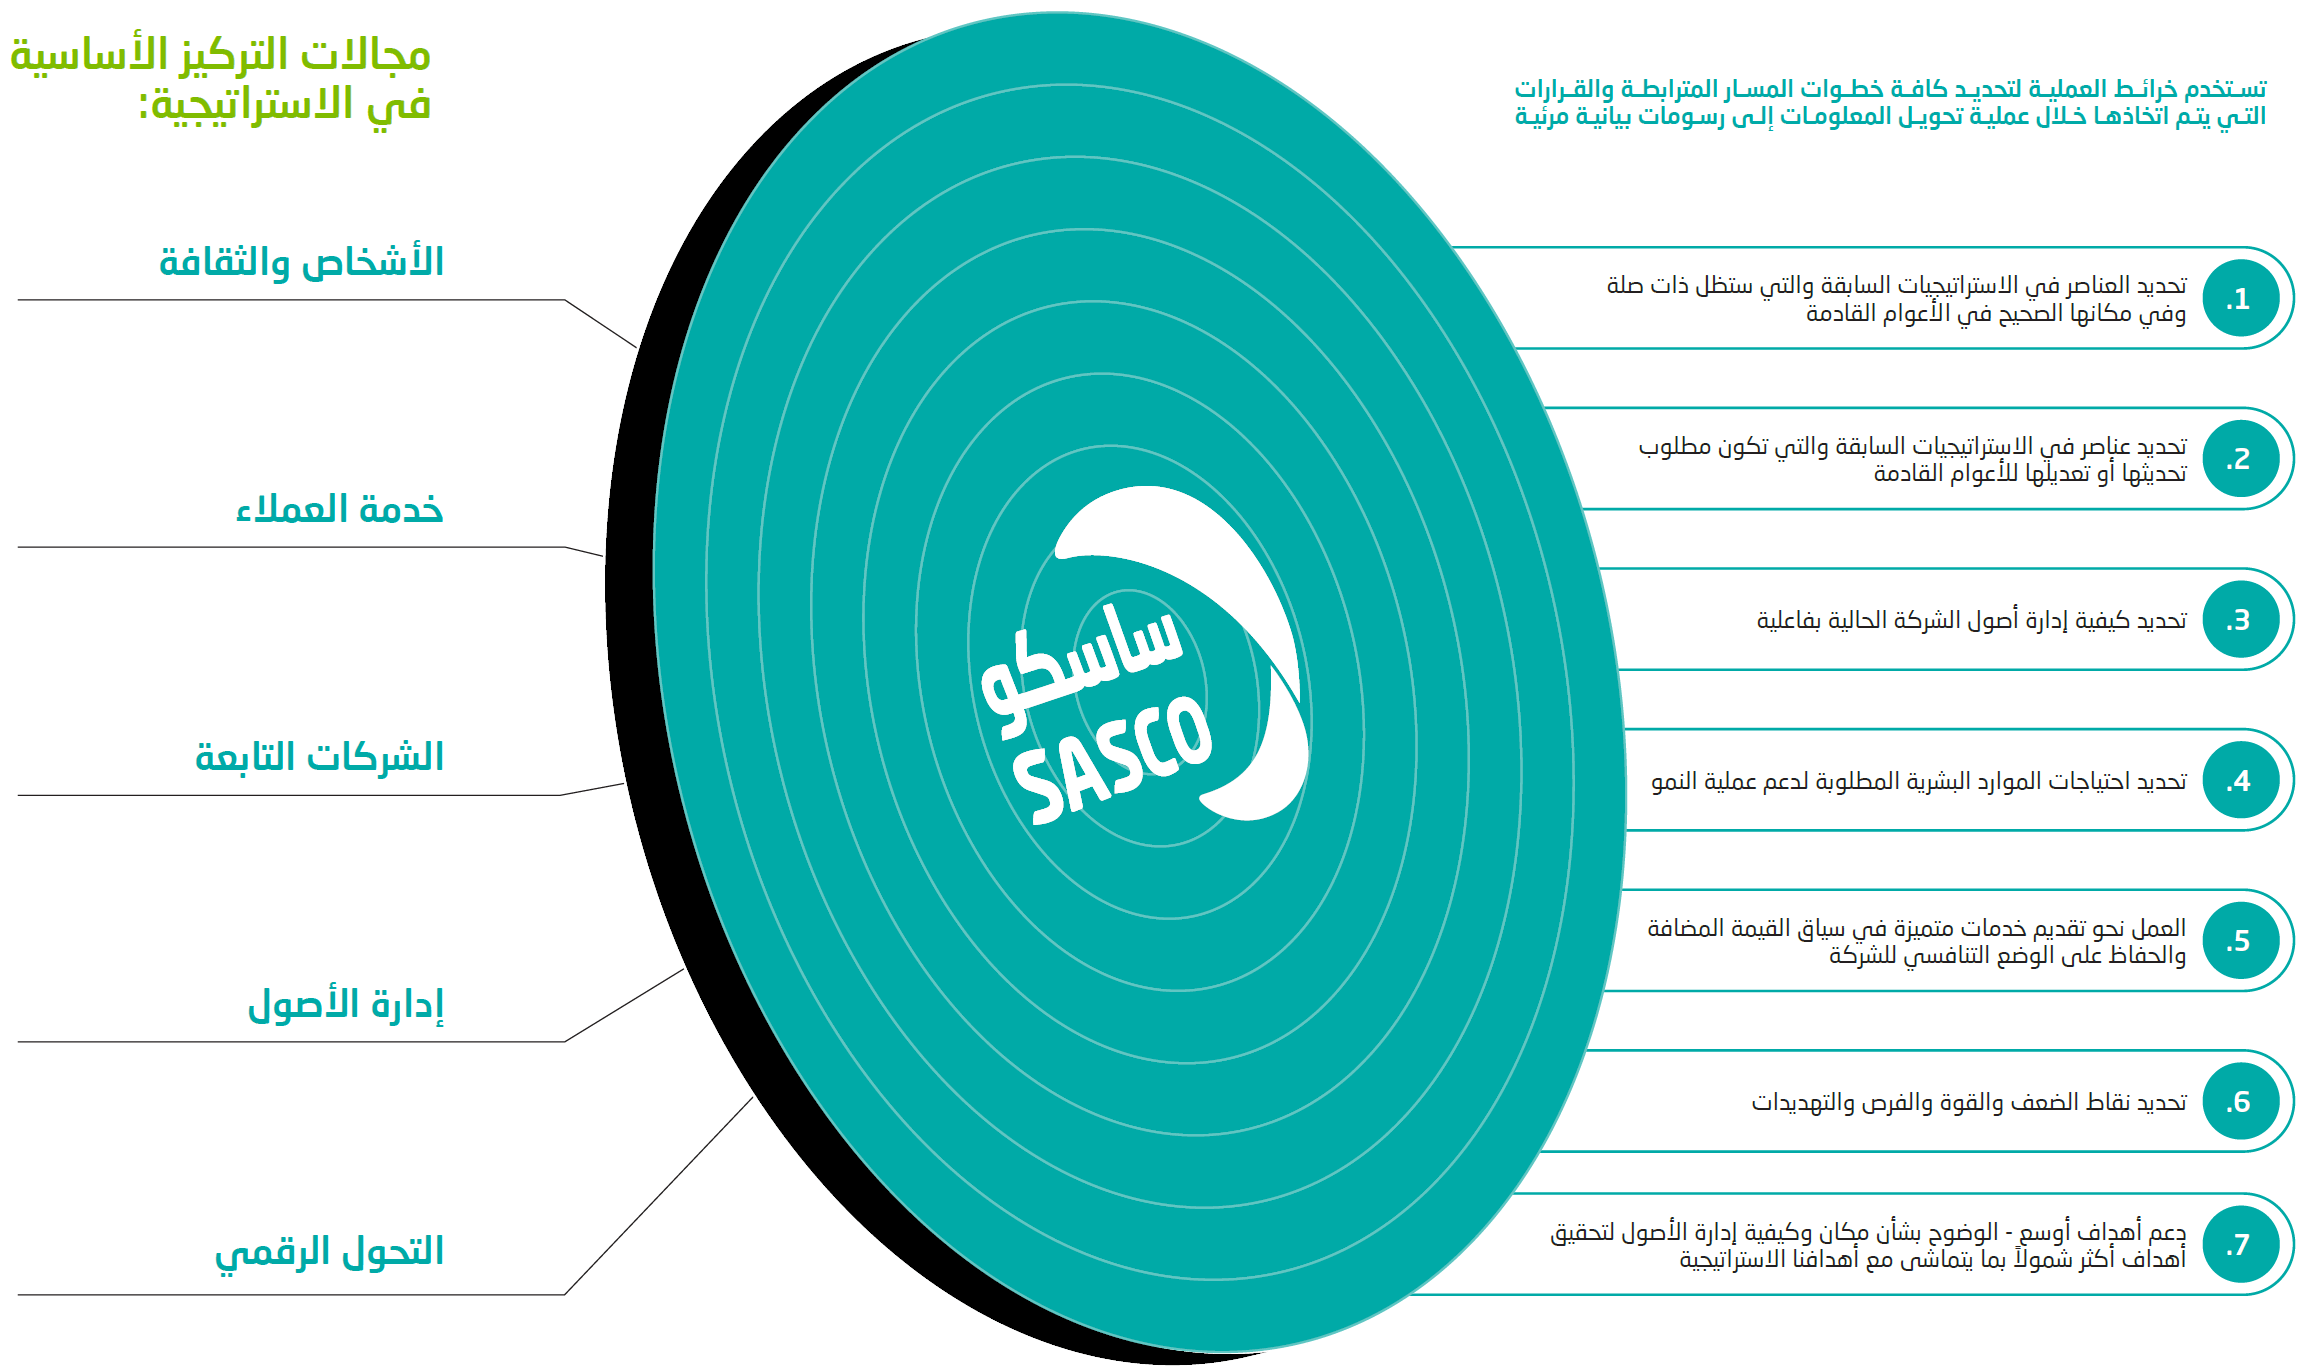 تستخدم خرائط العملية لتحديد كافة خطوات المسار المترابطة والقرارات
التي يتم اتخاذها خلال عملية تحويل المعلومات إلى رسومات بيانية مرئية
1.
تحديد العناصر في الاستراتيجيات السابقة والتي ستظل ذات صلة
وفي مكانها الصحيح في الأعوام القادمة
2.
تحديد عناصر في الاستراتيجيات السابقة والتي تكون مطلوب
تحديثها أو تعديلها للأعوام القادمة
3.
تحديد كيفية إدارة أصول الشركة الحالية بفاعلية
4.
تحديد احتياجات الموارد البشرية المطلوبة لدعم عملية النمو
5.
العمل نحو تقديم خدمات متميزة في سياق القيمة المضافة
والحفاظ على الوضع التنافسي للشركة
6.
تحديد نقاط الضعف والقوة والفرص والتهديدات
7.
دعم أهداف أوسع - الوضوح بشأن مكان وكيفية إدارة الأصول لتحقيق
أهداف أكثر شمولاً بما يتماشى مع أهدافنا الاستراتيجية
ساسكو
SASCO
مجالات التركيز الأساسية
في الاستراتيجية:
الأشخاص والثقافة
خدمة العملاء
الشركات التابعة
إدارة الأصول
التحول الرقمي